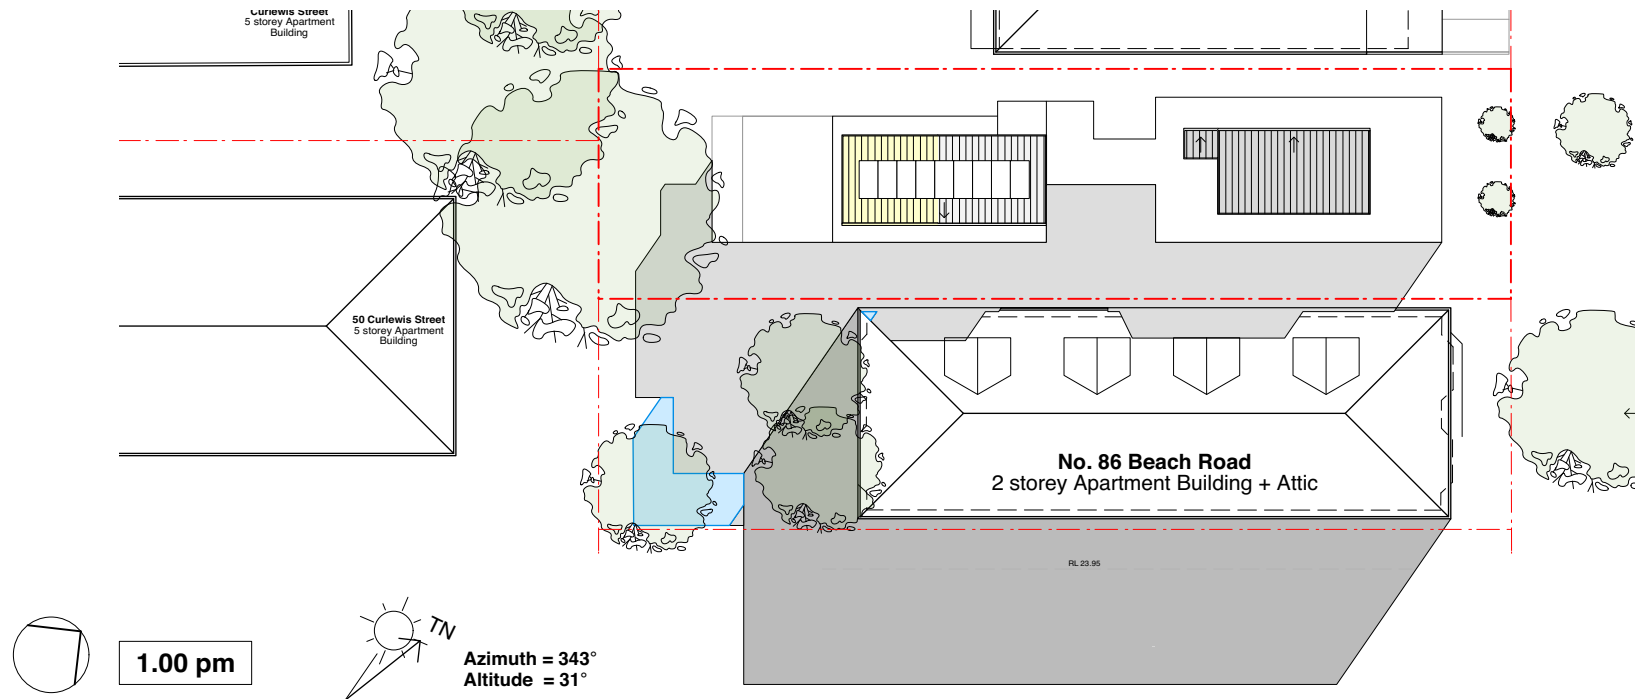 Curlewis Street
5 storey Apartment
Building
50 Curlewis Street
5 storey Apartment
Building
No. 86 Beach Road
2 storey Apartment Building + Attic
RL 23.95
1.00 pm
TN
Azimuth = 343°
Altitude = 31°